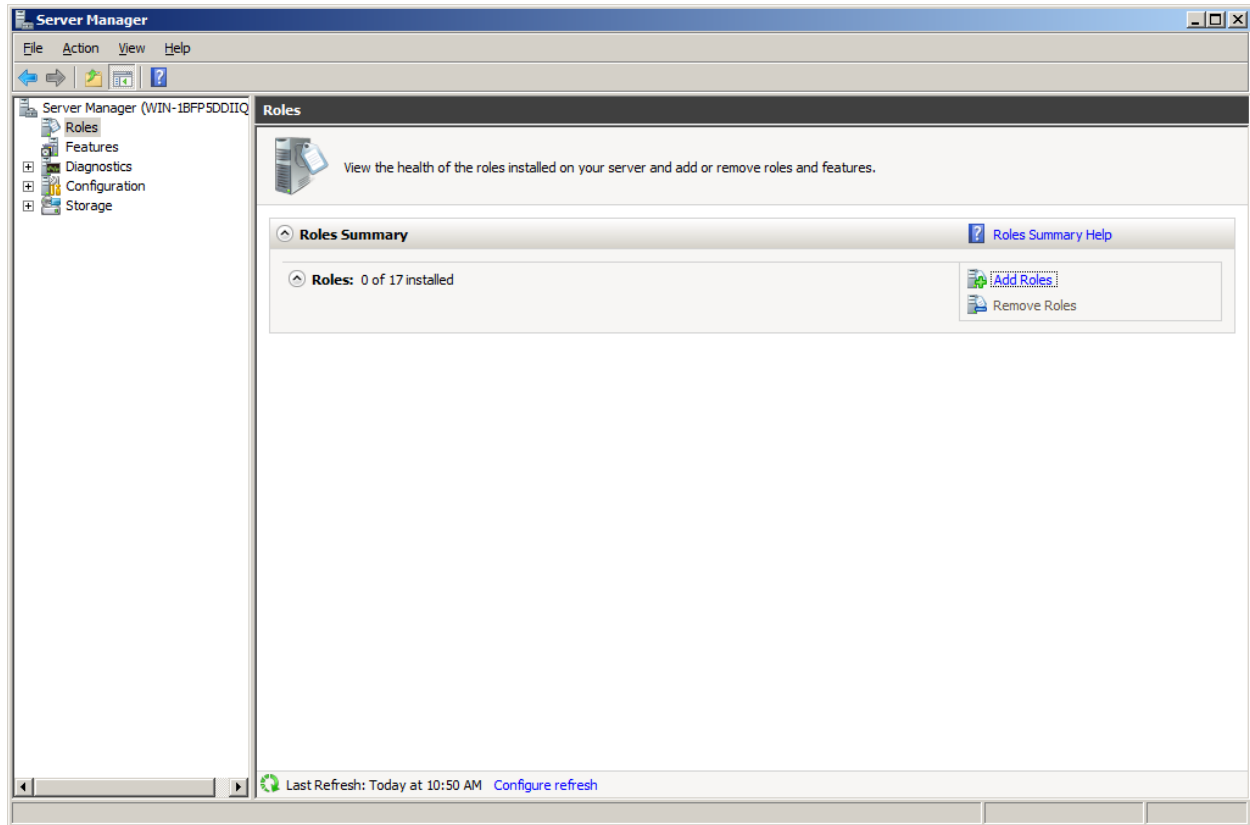 Server Manager
File Action View Help
Server Manager (WIN-1BFP5DDIIQ
Roles
Features
Diagnostics
Configuration
Storage
Roles
View the health of the roles installed on your server and add or remove roles and features.
Roles Summary
Roles Summary Help
Roles: 0 of 17 installed
Add Roles
Remove Roles
Last Refresh: Today at 10:50 AM Configure refresh